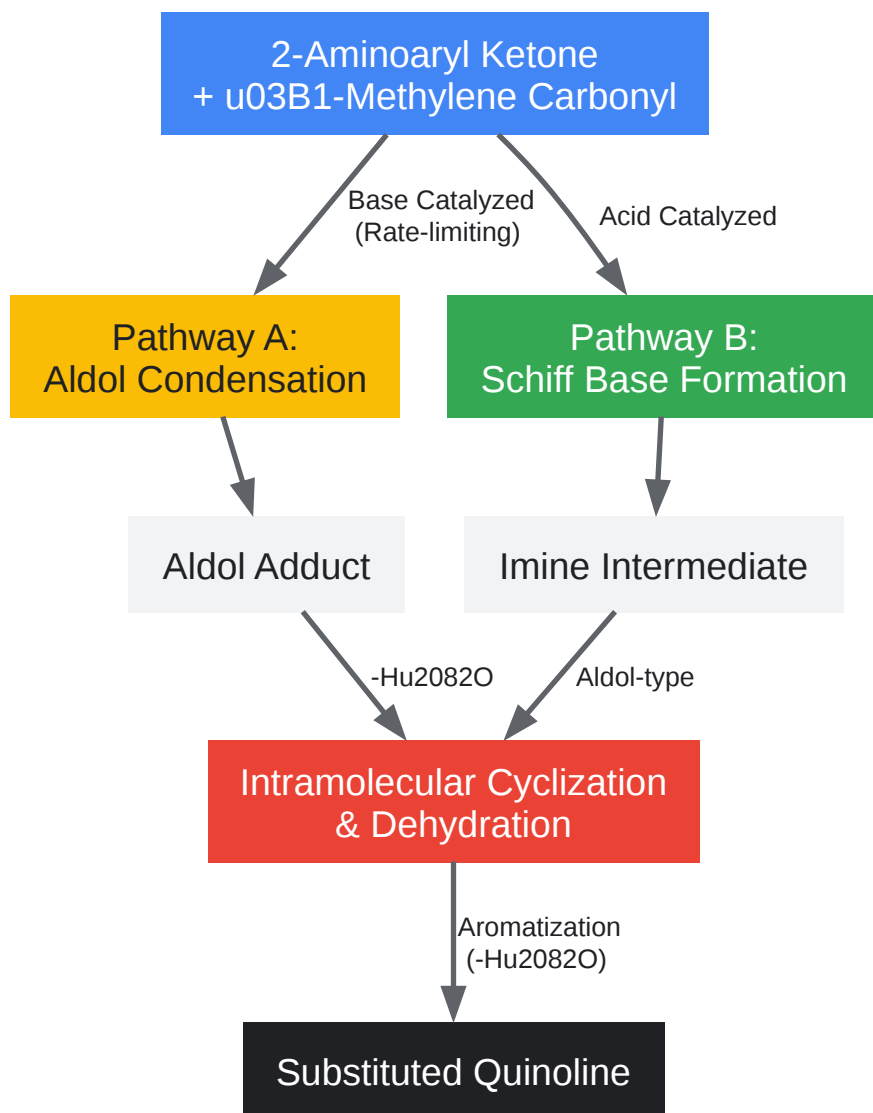 2-Aminoaryl Ketone
+ u03B1-Methylene Carbonyl
Base Catalyzed
(Rate-limiting)
Acid Catalyzed
Pathway A:
Aldol Condensation
Pathway B:
Schiff Base Formation
Aldol Adduct
Imine Intermediate
-Hu2082O
Aldol-type
Intramolecular Cyclization
& Dehydration
Aromatization
(-Hu2082O)
Substituted Quinoline